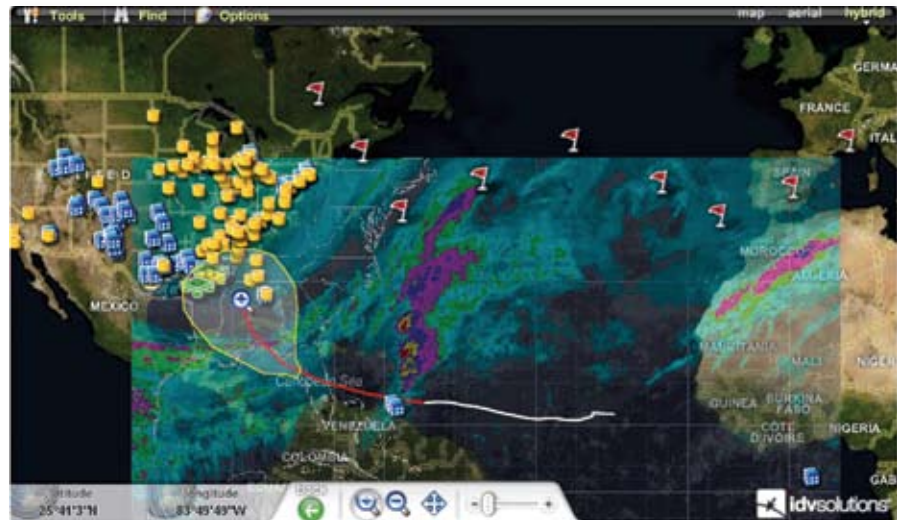 Tools Find Options map aerial hybrid
GERMA
FRANCE
ITAL
SPAIN
MOROCCO
ALGERIA
MEXICO
MAURITANIA
MALI
NIGER
Caribbean Sea
GUINEA
BURKINA
FASO
VENEZUELA
CÔTE
D'IVOIRE
NIGERIA
COLOMBIA
GAB
latitude longitude
25°41'3"N 83°49'49"W
- +
idvsolutions